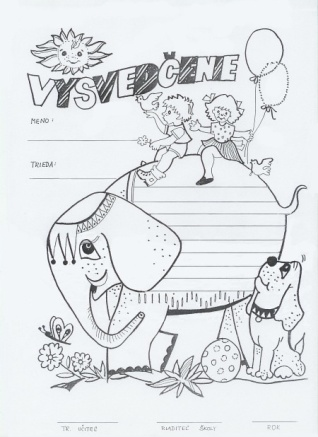 VYSVEDČENIE
MENO:
TRIEDA:
TR. UČITEĽ RIADITEĽ ŠKOLY ROK